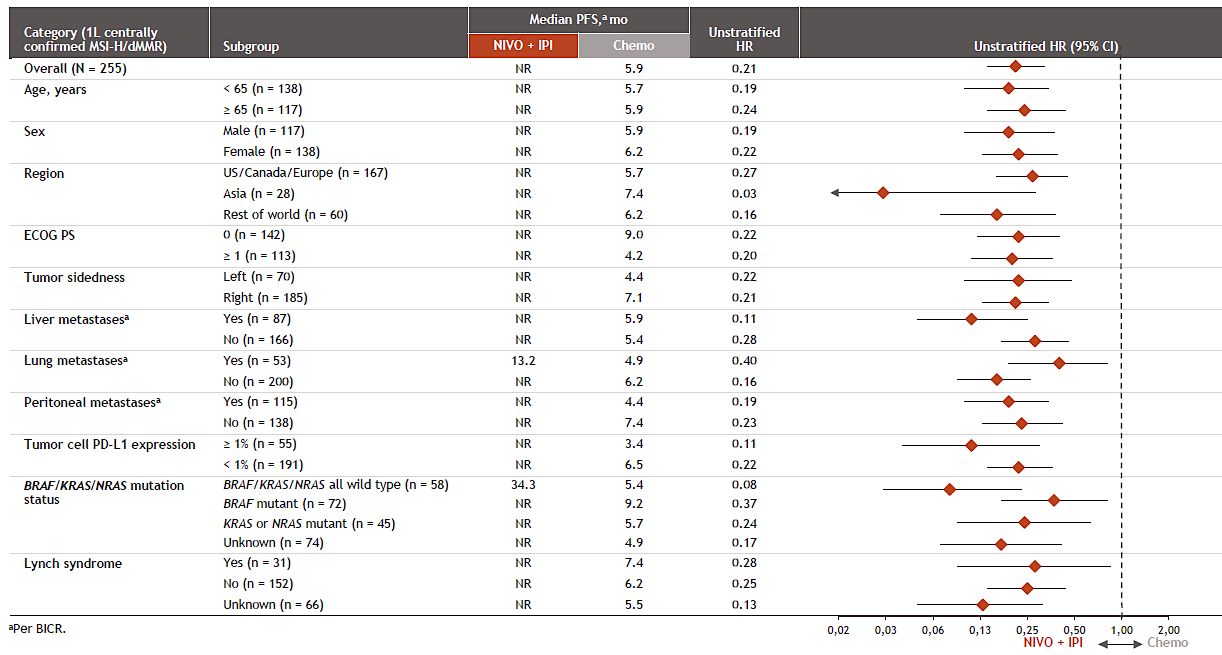 Category (1L centrally confirmed MSI-H/dMMR) Subgroup Median PFS,ᵃ mo Unstratified HR Unstratified HR (95% CI)
NIVO + IPI Chemo
Overall (N = 255) NR 5.9 0.21
Age, years < 65 (n = 138) NR 5.7 0.19
≥ 65 (n = 117) NR 5.9 0.24
Sex Male (n = 117) NR 5.9 0.19
Female (n = 138) NR 6.2 0.22
Region US/Canada/Europe (n = 167) NR 5.7 0.27
Asia (n = 28) NR 7.4 0.03
Rest of world (n = 60) NR 6.2 0.16
ECOG PS 0 (n = 142) NR 9.0 0.22
≥ 1 (n = 113) NR 4.2 0.20
Tumor sidedness Left (n = 70) NR 4.4 0.22
Right (n = 185) NR 7.1 0.21
Liver metastasesᵃ Yes (n = 87) NR 5.9 0.11
No (n = 166) NR 5.4 0.28
Lung metastasesᵃ Yes (n = 53) 13.2 4.9 0.40
No (n = 200) NR 6.2 0.16
Peritoneal metastasesᵃ Yes (n = 115) NR 4.4 0.19
No (n = 138) NR 7.4 0.23
Tumor cell PD-L1 expression ≥ 1% (n = 55) NR 3.4 0.11
< 1% (n = 191) NR 6.5 0.22
BRAF/KRAS/NRAS mutation status BRAF/KRAS/NRAS all wild type (n = 58) 34.3 5.4 0.08
BRAF mutant (n = 72) NR 9.2 0.37
KRAS or NRAS mutant (n = 45) NR 5.7 0.24
Unknown (n = 74) NR 4.9 0.17
Lynch syndrome Yes (n = 31) NR 7.4 0.28
No (n = 152) NR 6.2 0.25
Unknown (n = 66) NR 5.5 0.13
ᵃPer BICR.
0,02 0,03 0,06 0,13 0,25 0,50 1,00 2,00
NIVO + IPI Chemo